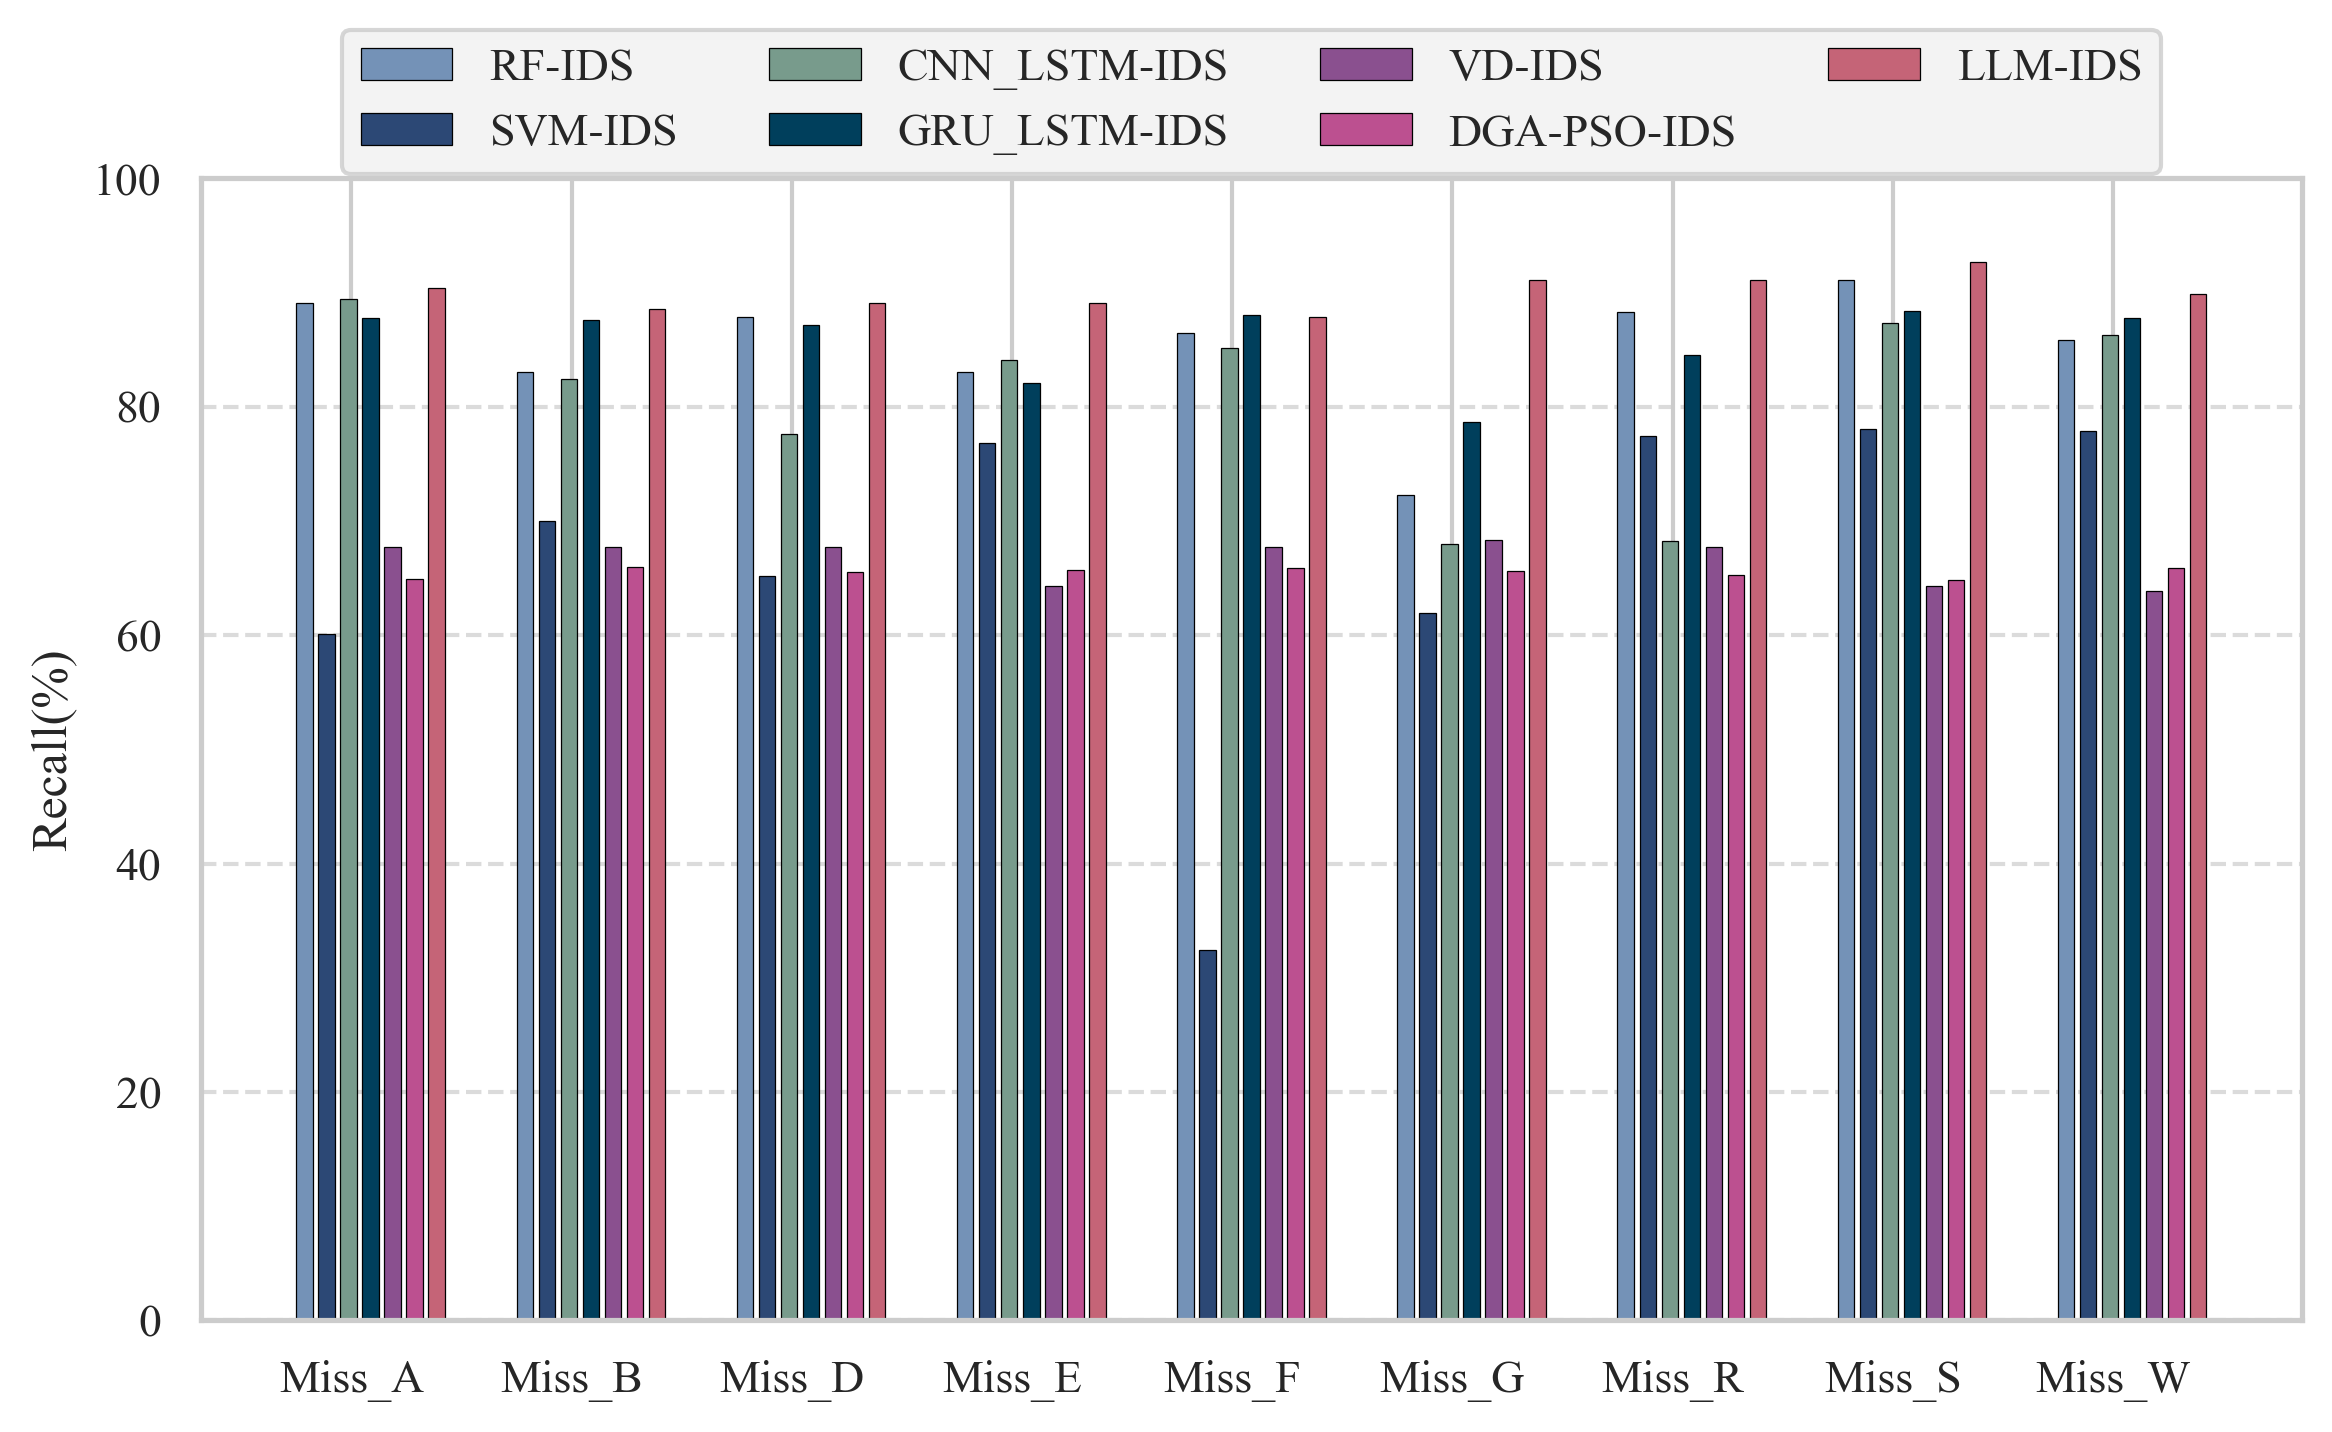 RF-IDS CNN_LSTM-IDS VD-IDS LLM-IDS
SVM-IDS GRU_LSTM-IDS DGA-PSO-IDS
100
80
60
40
20
0
Recall(%)
Miss_A Miss_B Miss_D Miss_E Miss_F Miss_G Miss_R Miss_S Miss_W